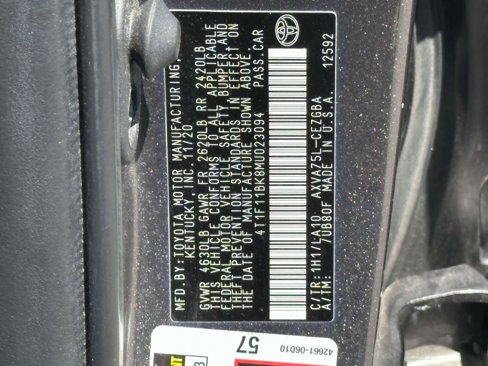 MFD. BY: TOYOTA MOTOR MANUFACTURING,
KENTUCKY, INC. 11/20
GVWR 4630LB GAWR FR 2620LB RR 2420LB
THIS VEHICLE CONFORMS TO ALL APPLICABLE
FEDERAL MOTOR VEHICLE SAFETY, BUMPER, AND
THEFT PREVENTION STANDARDS IN EFFECT ON
THE DATE OF MANUFACTURE SHOWN ABOVE.
4T1F11BK8MU023094 PASS.CAR
C/TR: 1H1/LA10 AXVA75L-CEZGBA
A/TM: 7UB80F MADE IN U.S.A. 12592
42661-06D10
57